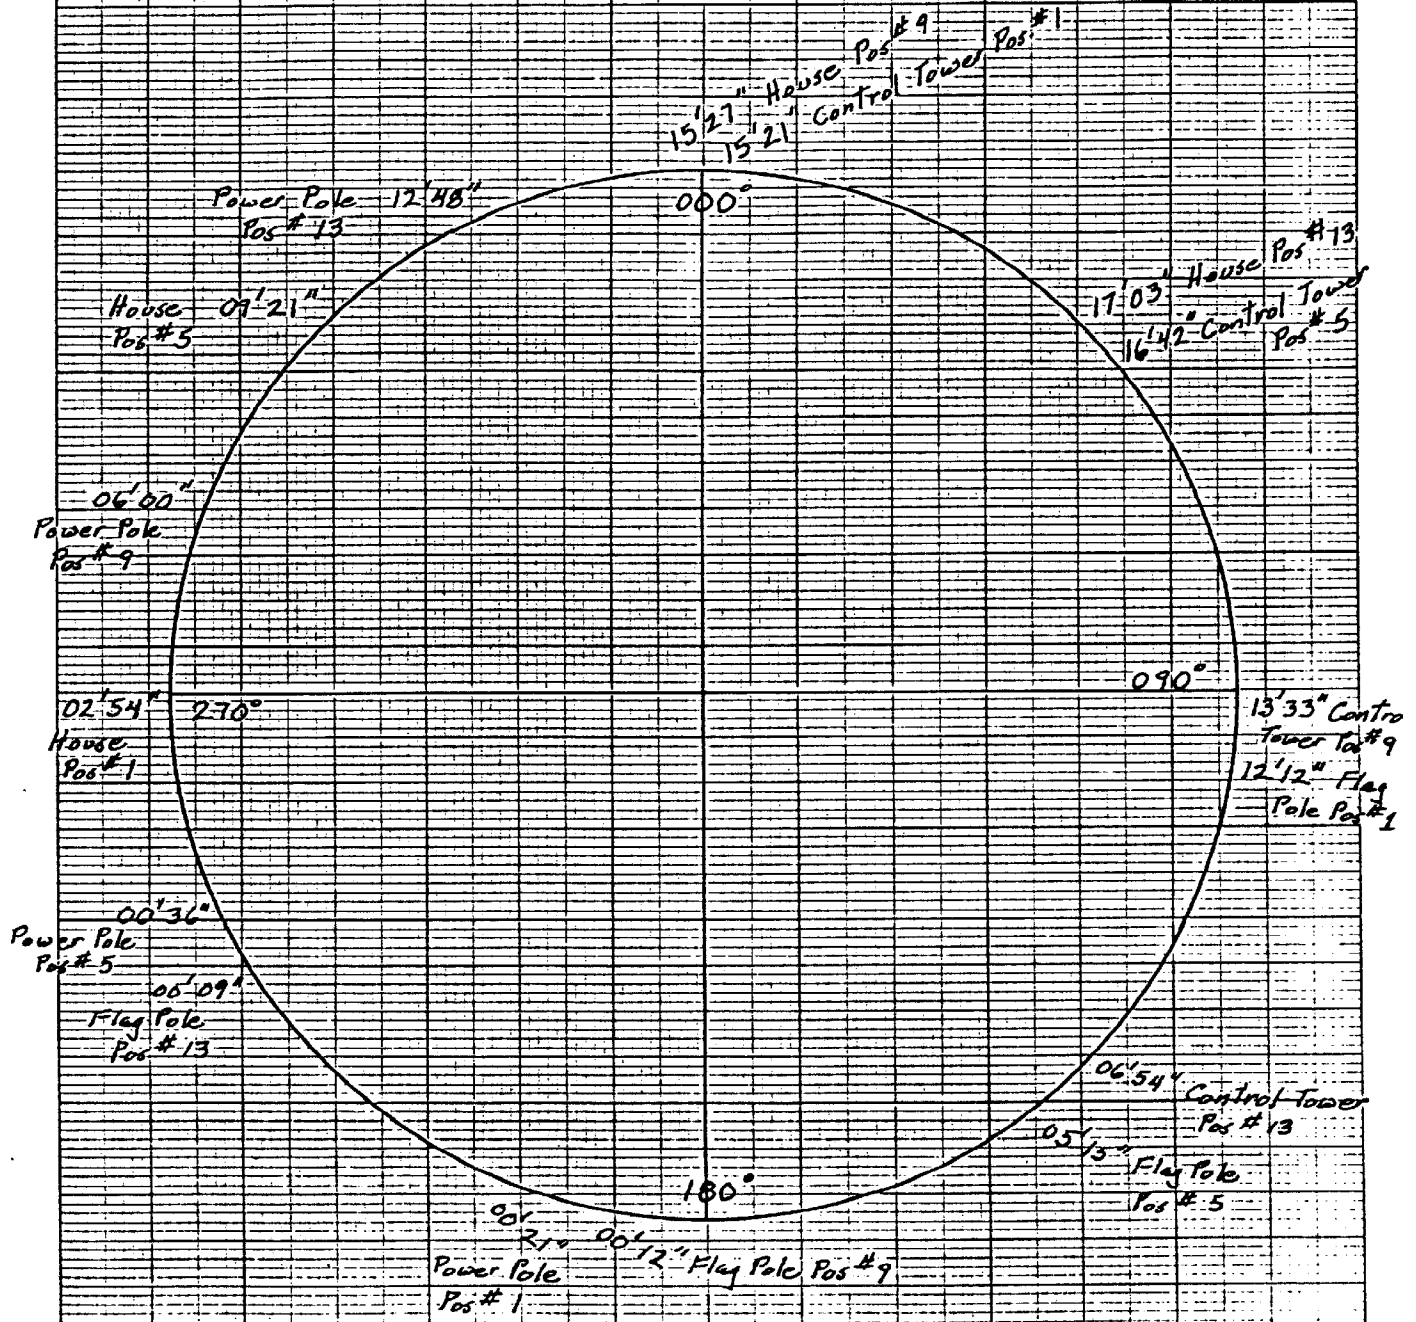 15'27" House Pos # 9
15'21' Control Tower Pos #1
000°
Power Pole 12'48"
Pos # 13
17'03' House Pos # 13
16'42" Control Tower
Pos # 5
House 09'21"
Pos # 5
06'00"
Power Pole
Pos # 9
090°
02'54" 270°
House
Pos # 1
13'33" Contro
Tower Pos # 9
12'12" Flag
Pole Pos # 1
00'36"
Power Pole
Pos # 5
00'09"
Flag Pole
Pos # 13
06'54" Control Tower
Pos # 13
05'15"
Flag Pole
Pos # 5
180°
00'21"
Power Pole
Pos # 1
00'12" Flag Pole Pos # 9